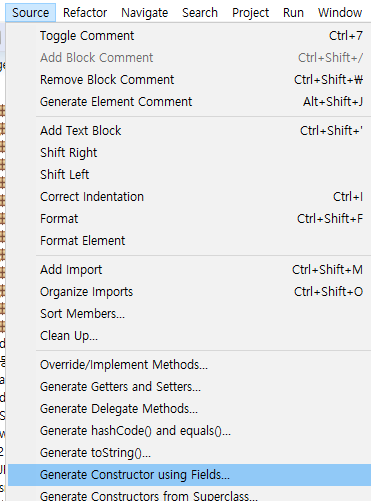 Source Refactor Navigate Search Project Run Window
Toggle Comment Ctrl+7
Add Block Comment Ctrl+Shift+/
Remove Block Comment Ctrl+Shift+₩
Generate Element Comment Alt+Shift+J
Add Text Block Ctrl+Shift+'
Shift Right
Shift Left
Correct Indentation Ctrl+I
Format Ctrl+Shift+F
Format Element
Add Import Ctrl+Shift+M
Organize Imports Ctrl+Shift+O
Sort Members...
Clean Up...
Override/Implement Methods...
Generate Getters and Setters...
Generate Delegate Methods...
Generate hashCode() and equals()...
Generate toString()...
Generate Constructor using Fields...
Generate Constructors from Superclass...